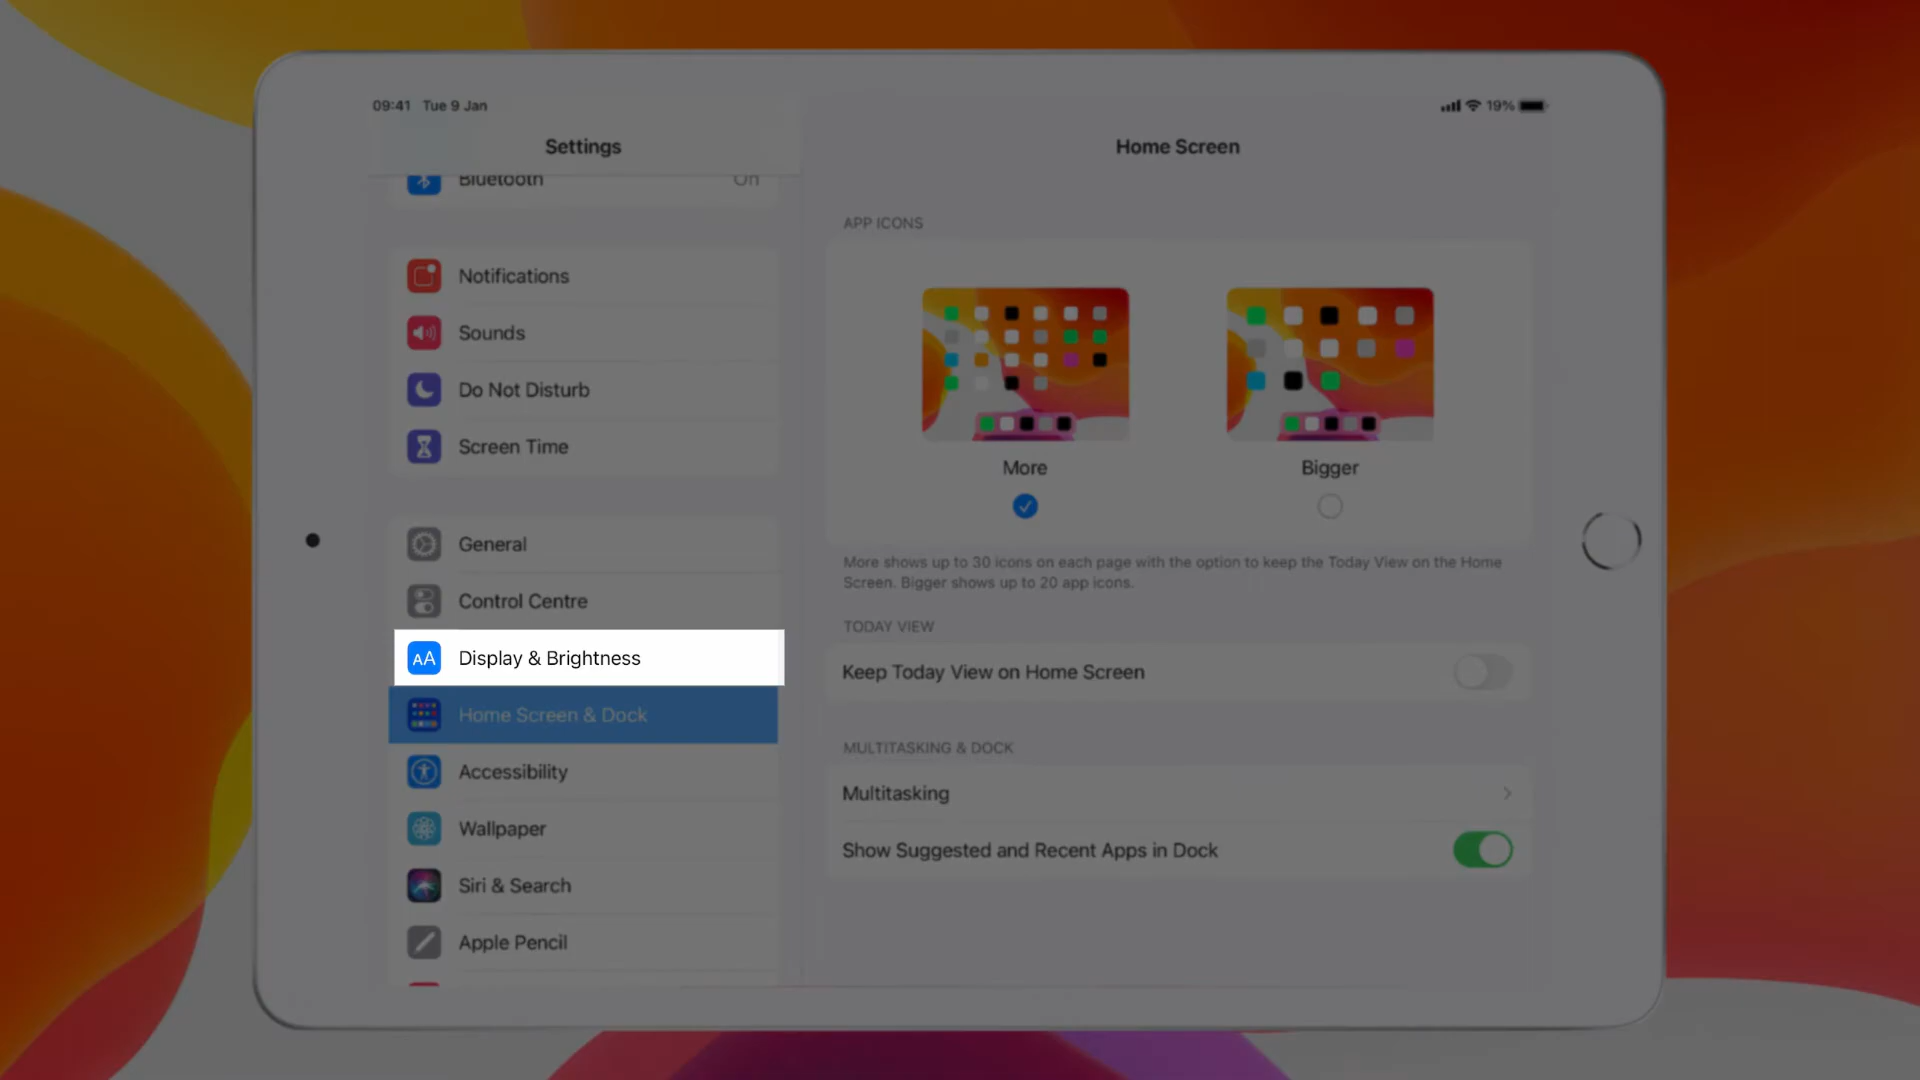 09:41 Tue 9 Jan
19%
Settings
Home Screen
Bluetooth On
Notifications
Sounds
Do Not Disturb
Screen Time
General
Control Centre
AA Display & Brightness
Home Screen & Dock
Accessibility
Wallpaper
Siri & Search
Apple Pencil
APP ICONS
More
Bigger
More shows up to 30 icons on each page with the option to keep the Today View on the Home
Screen. Bigger shows up to 20 app icons.
TODAY VIEW
Keep Today View on Home Screen
MULTITASKING & DOCK
Multitasking
Show Suggested and Recent Apps in Dock